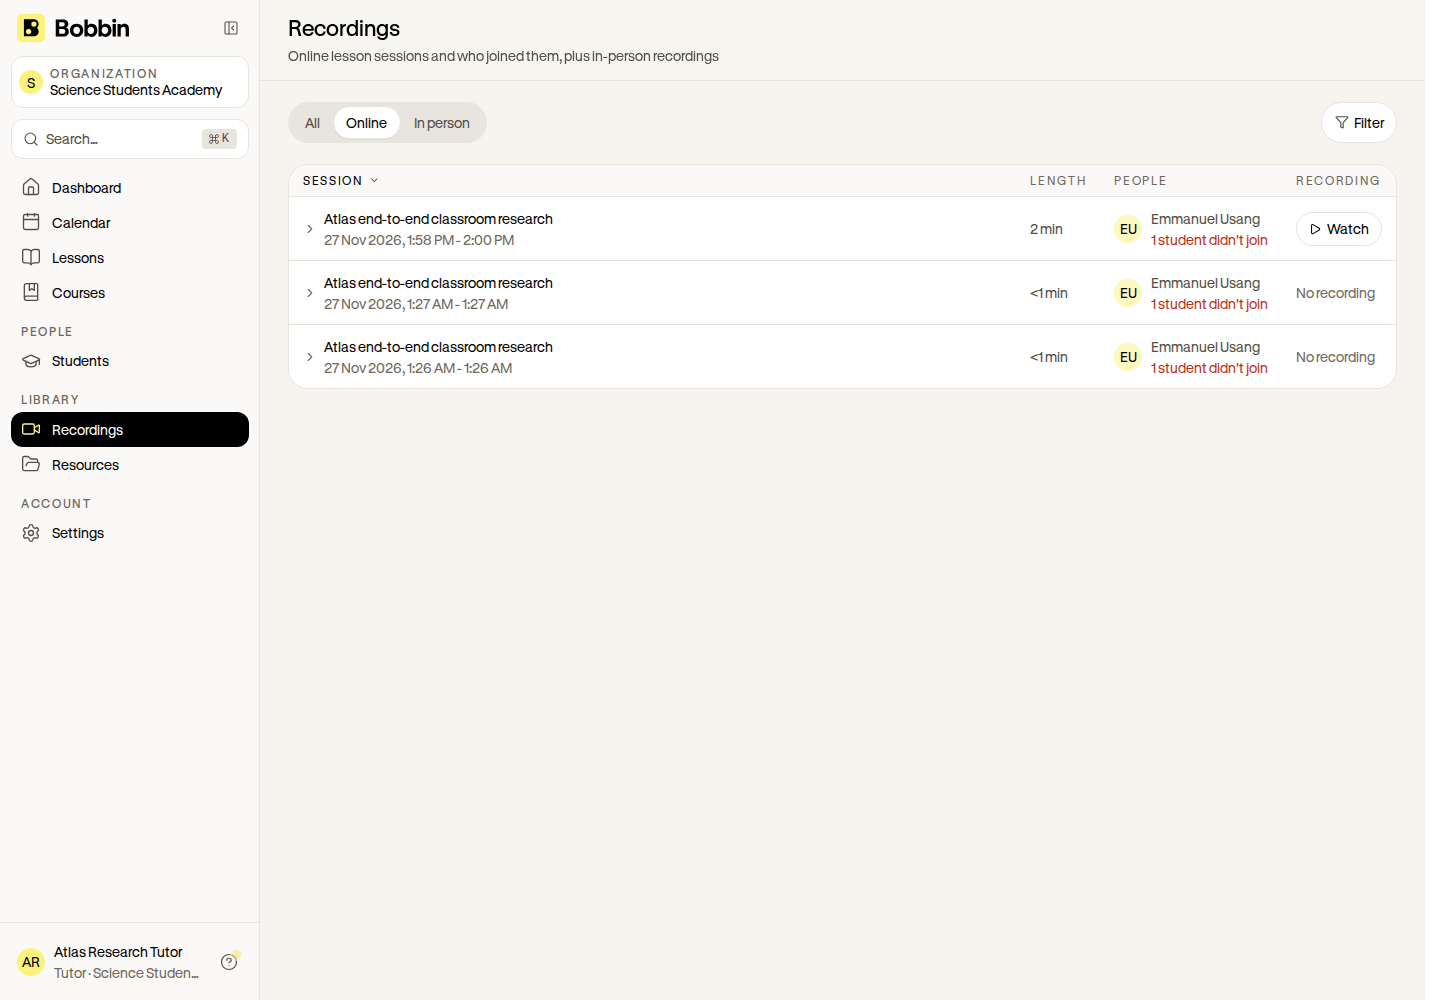 Bobbin
ORGANIZATION
S
Science Students Academy
Search...
⌘ K
Dashboard
Calendar
Lessons
Courses
PEOPLE
Students
LIBRARY
Recordings
Resources
ACCOUNT
Settings
AR
Atlas Research Tutor
Tutor · Science Studen...
Recordings
Online lesson sessions and who joined them, plus in-person recordings
All
Online
In person
Filter
SESSION
LENGTH
PEOPLE
RECORDING
Atlas end-to-end classroom research
27 Nov 2026, 1:58 PM - 2:00 PM
2 min
EU
Emmanuel Usang
1 student didn't join
Watch
Atlas end-to-end classroom research
27 Nov 2026, 1:27 AM - 1:27 AM
<1 min
EU
Emmanuel Usang
1 student didn't join
No recording
Atlas end-to-end classroom research
27 Nov 2026, 1:26 AM - 1:26 AM
<1 min
EU
Emmanuel Usang
1 student didn't join
No recording